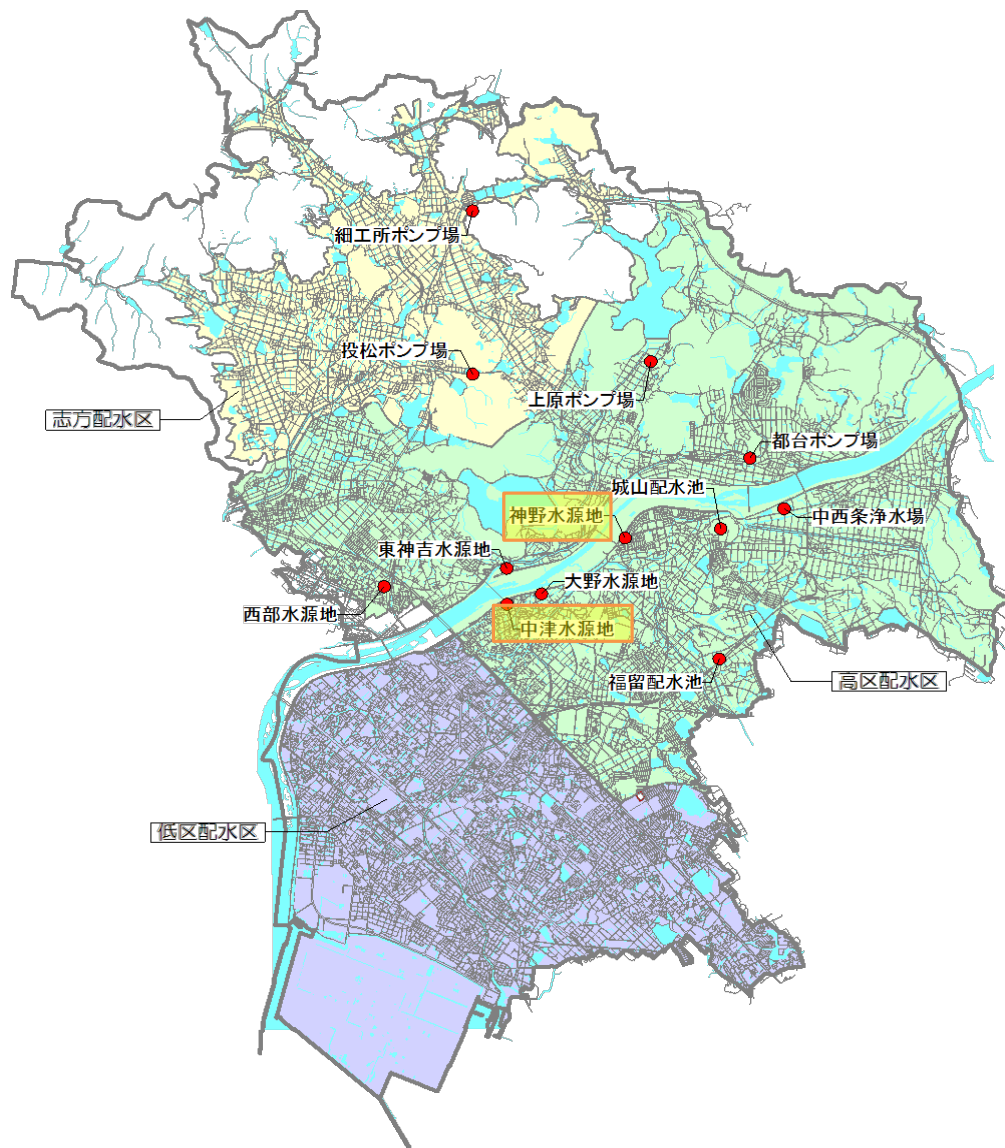 細工所ポンプ場
投松ポンプ場
上原ポンプ場
志方配水区
都台ポンプ場
城山配水池
神野水源地
中西条浄水場
東神吉水源地
大野水源地
西部水源地
中津水源地
福留配水池
高区配水区
低区配水区